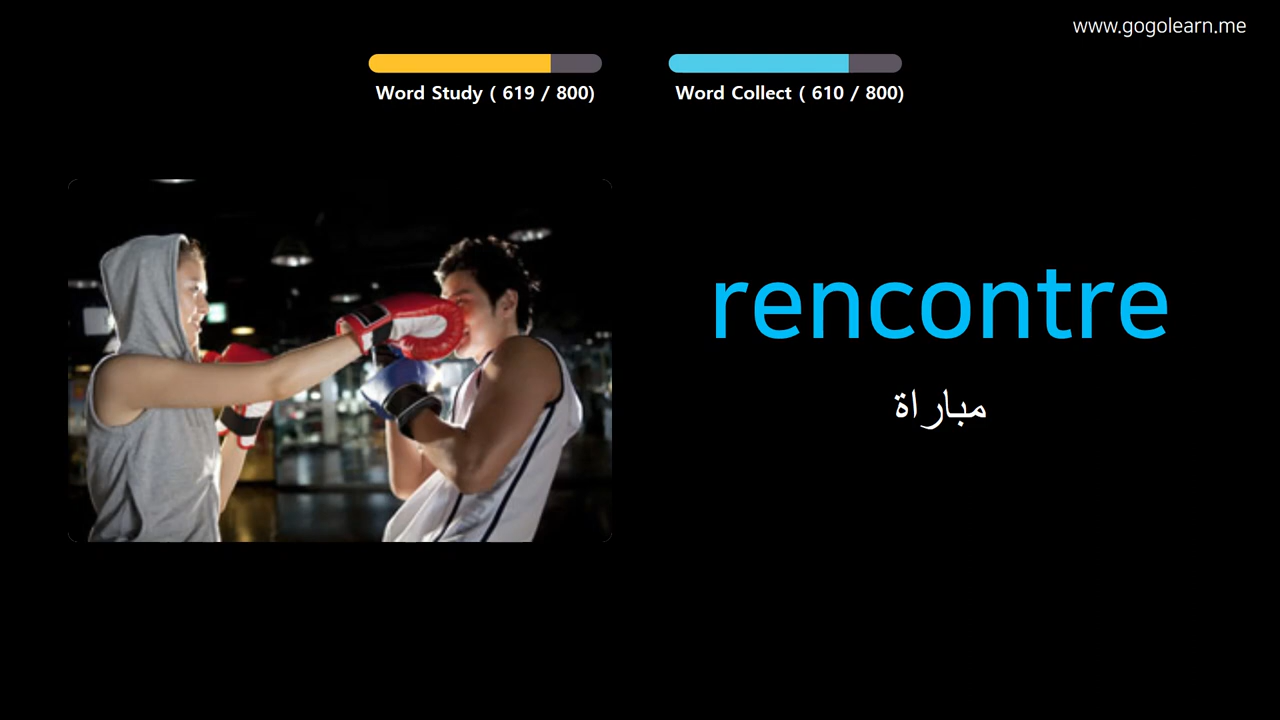 www.gogolearn.me
Word Study ( 619 / 800)
Word Collect ( 610 / 800)
rencontre
مباراة